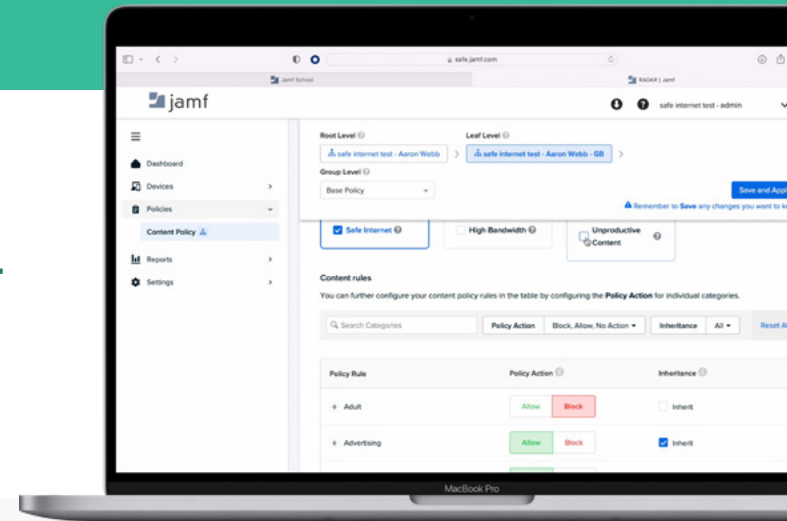 safe.jamf.com
Jamf School
RADAR | Jamf
jamf
safe internet test - admin
Root Level
Leaf Level
safe internet test - Aaron Webb
safe internet test - Aaron Webb - GB
Group Level
Base Policy
Save and Appl
Remember to Save any changes you want to ke
Dashboard
Devices
Policies
Content Policy
Reports
Settings
Safe Internet
High Bandwidth
Unproductive
Content
Content rules
You can further configure your content policy rules in the table by configuring the Policy Action for individual categories.
Search Categories
Policy Action
Block, Allow, No Action
Inheritance
All
Reset Al
Policy Rule
Policy Action
Inheritance
Adult
Allow
Block
Inherit
Advertising
Allow
Block
Inherit
MacBook Pro